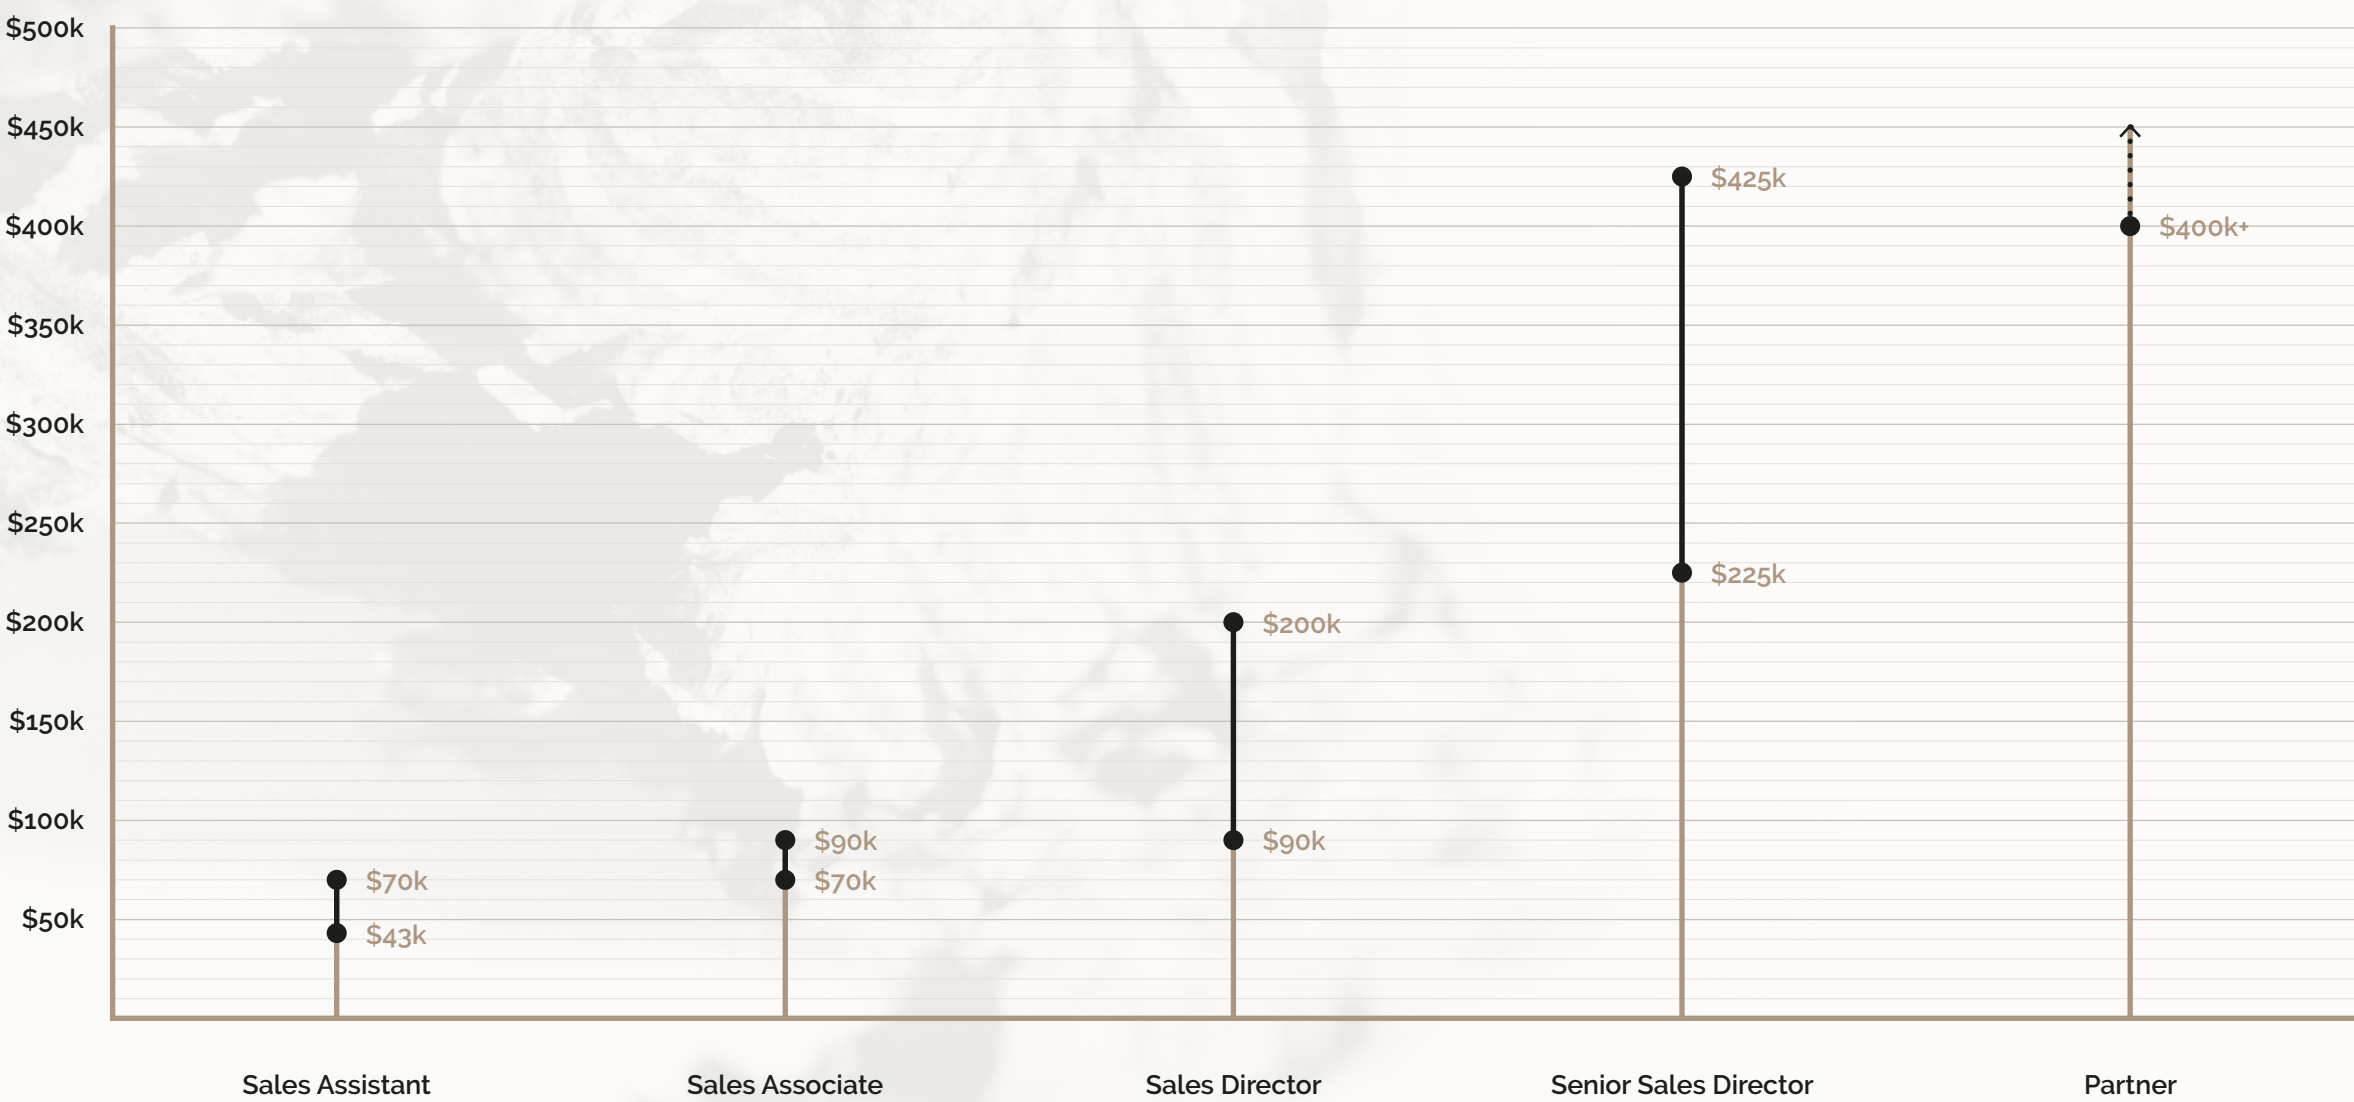 $500k
$450k
$400k
$350k
$300k
$250k
$200k
$150k
$100k
$50k
$70k
$43k
$90k
$70k
$200k
$90k
$425k
$225k
$400k+
Sales Assistant
Sales Associate
Sales Director
Senior Sales Director
Partner